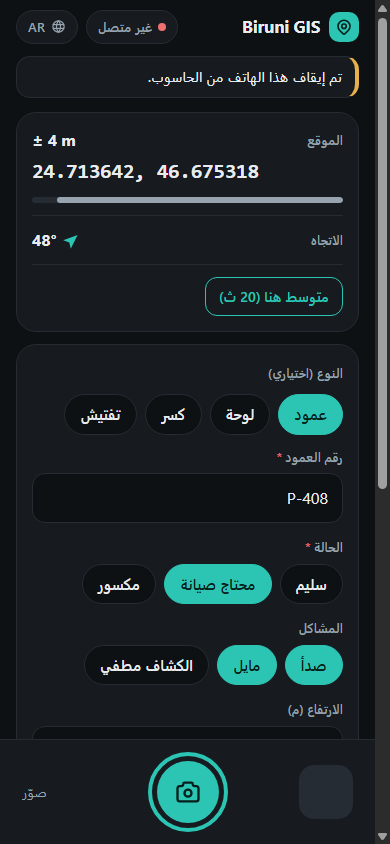 Biruni GIS
غير متصل
AR
تم إيقاف هذا الهاتف من الحاسوب.
الموقع
± 4 m
24.713642, 46.675318
الاتجاه
48°
متوسط هنا (20 ث)
النوع (اختياري)
عمود
لوحة
كسر
تفتيش
رقم العمود *
P-408
الحالة *
سليم
محتاج صيانة
مكسور
المشاكل
صدأ
مايل
الكشاف مطفي
الارتفاع (م)
صوّر